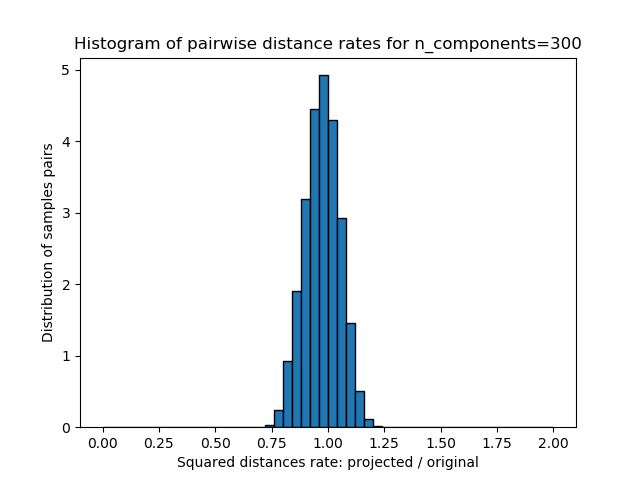 Histogram of pairwise distance rates for n_components=300
Distribution of samples pairs
5
4
3
2
1
0
0.00 0.25 0.50 0.75 1.00 1.25 1.50 1.75 2.00
Squared distances rate: projected / original